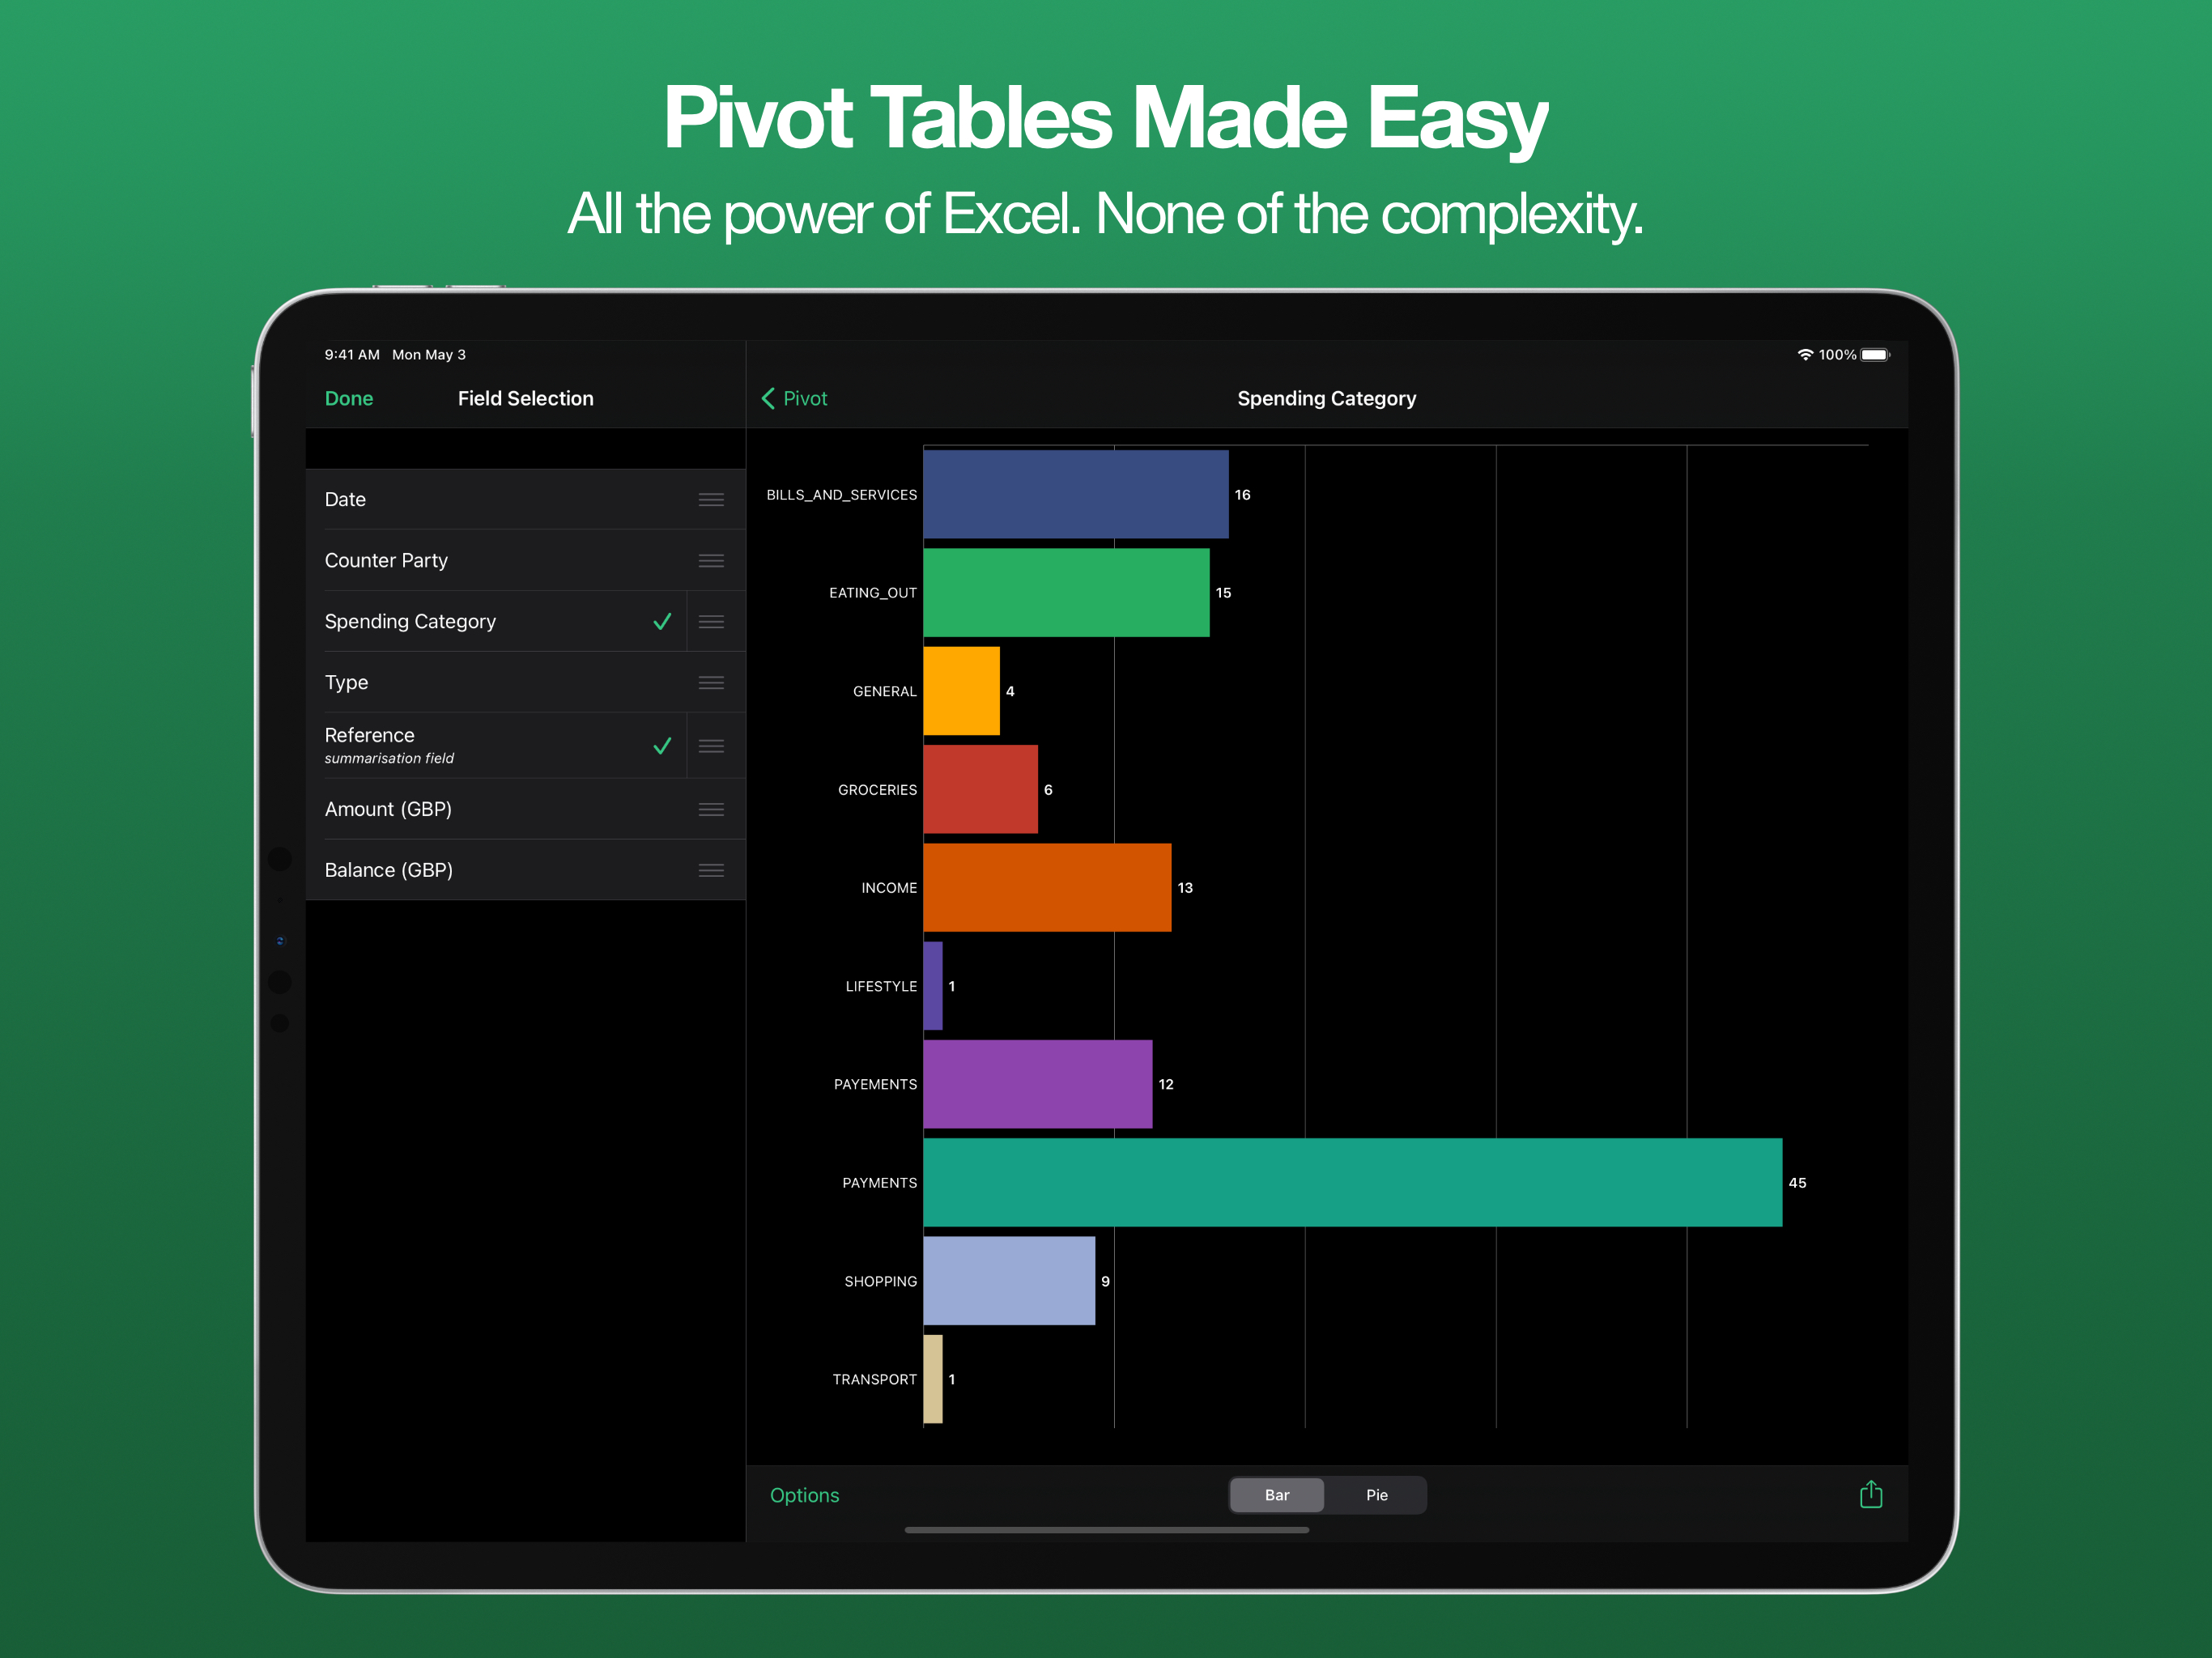 Pivot Tables Made Easy
All the power of Excel. None of the complexity.
9:41 AM Mon May 3
100%
Done
Field Selection
Pivot
Spending Category
Date
Counter Party
Spending Category
Type
Reference
summarisation field
Amount (GBP)
Balance (GBP)
BILLS_AND_SERVICES 16
EATING_OUT 15
GENERAL 4
GROCERIES 6
INCOME 13
LIFESTYLE 1
PAYEMENTS 12
PAYMENTS 45
SHOPPING 9
TRANSPORT 1
Options
Bar
Pie